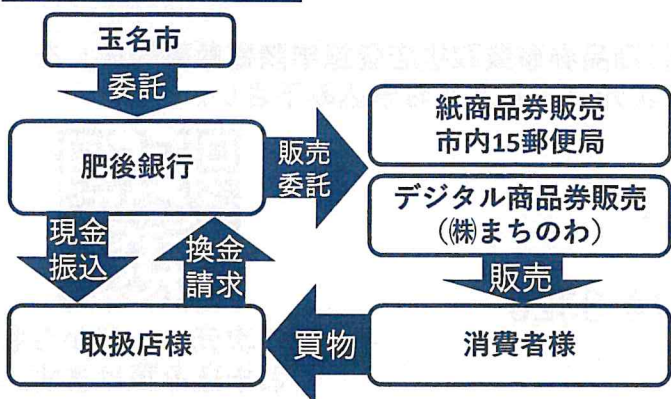 玉名市
委託
肥後銀行
販売
委託
紙商品券販売
市内15郵便局
デジタル商品券販売
(㈱まちのわ)
現金
振込
換金
請求
販売
取扱店様
買物
消費者様